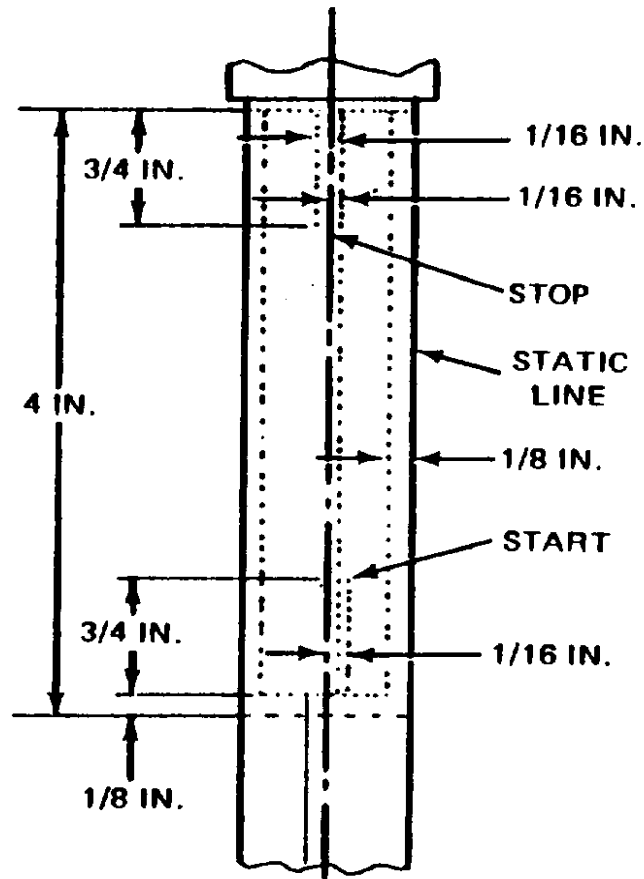 1/16 IN.
3/4 IN.
1/16 IN.
STOP
STATIC
LINE
4 IN.
1/8 IN.
START
3/4 IN.
1/16 IN.
1/8 IN.